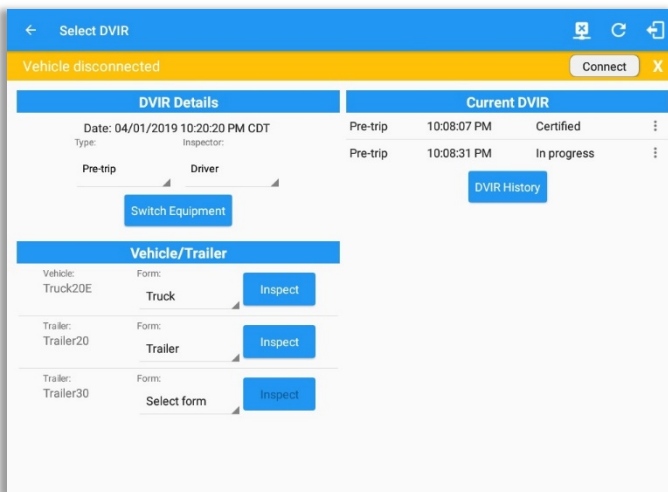 Select DVIR
Vehicle disconnected
Connect X
DVIR Details
Date: 04/01/2019 10:20:20 PM CDT
Type: Inspector:
Pre-trip Driver
Switch Equipment
Vehicle/Trailer
Vehicle: Form:
Truck20E Truck Inspect
Trailer: Form:
Trailer20 Trailer Inspect
Trailer: Form:
Trailer30 Select form Inspect
Current DVIR
Pre-trip 10:08:07 PM Certified
Pre-trip 10:08:31 PM In progress
DVIR History